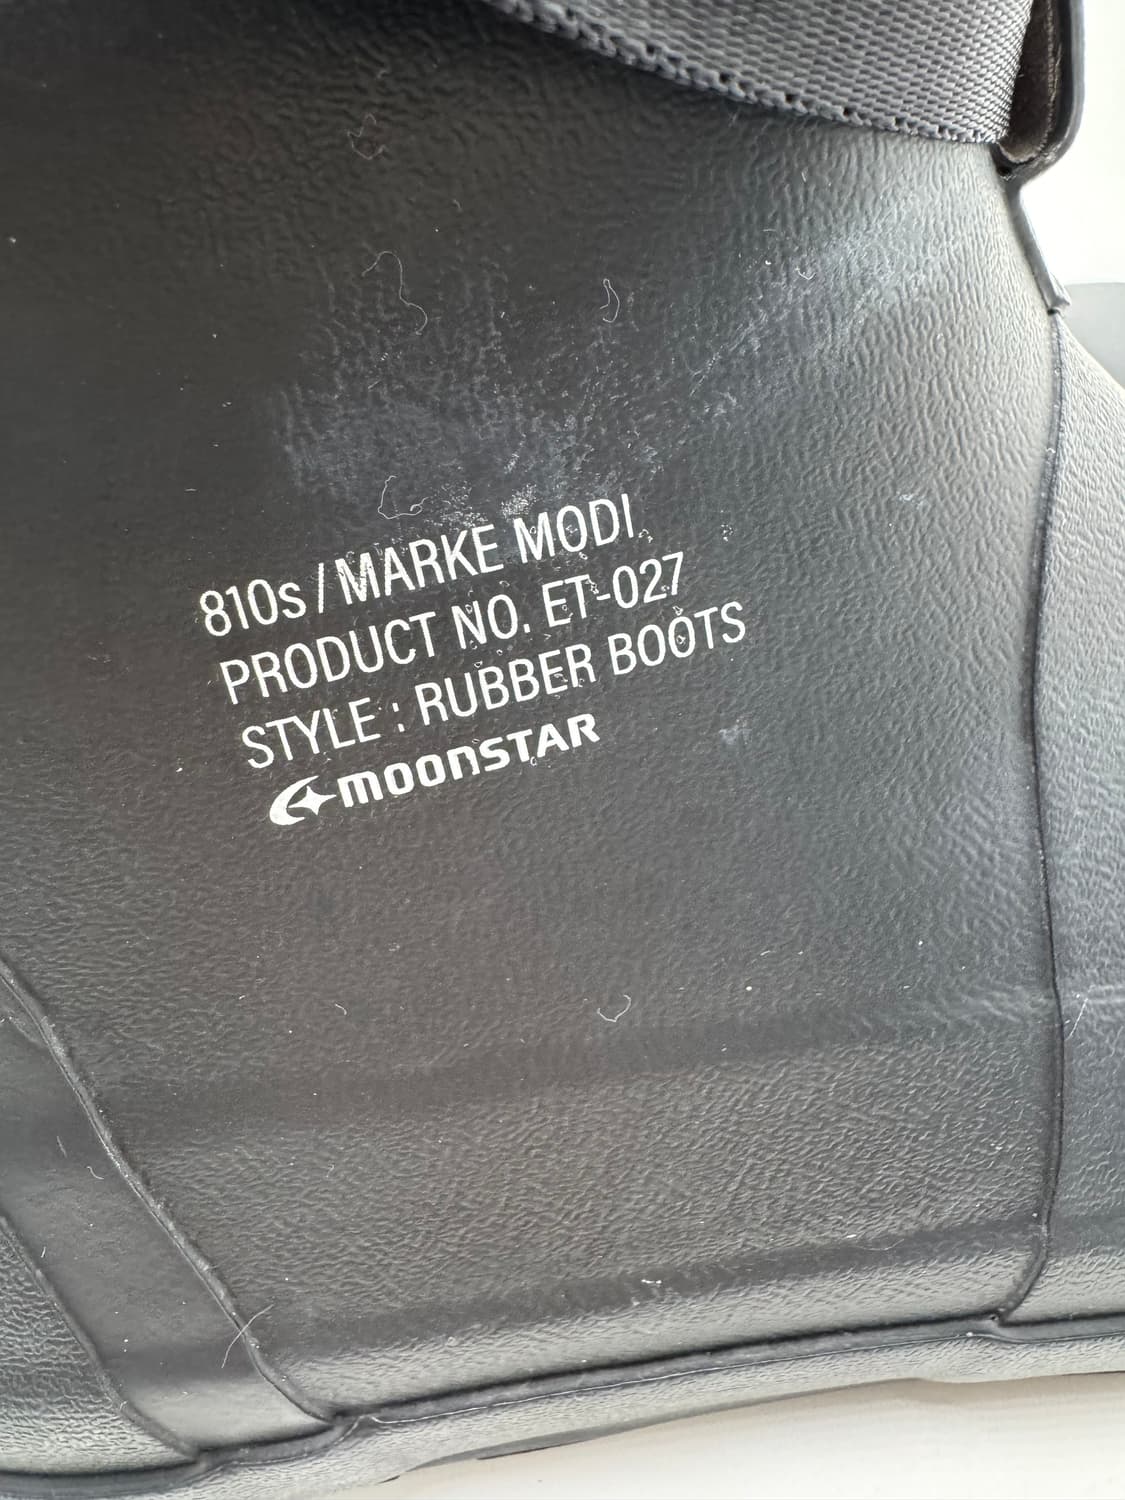 810s / MARKE MODI
PRODUCT NO. ET-027
STYLE : RUBBER BOOTS
moonSTAR